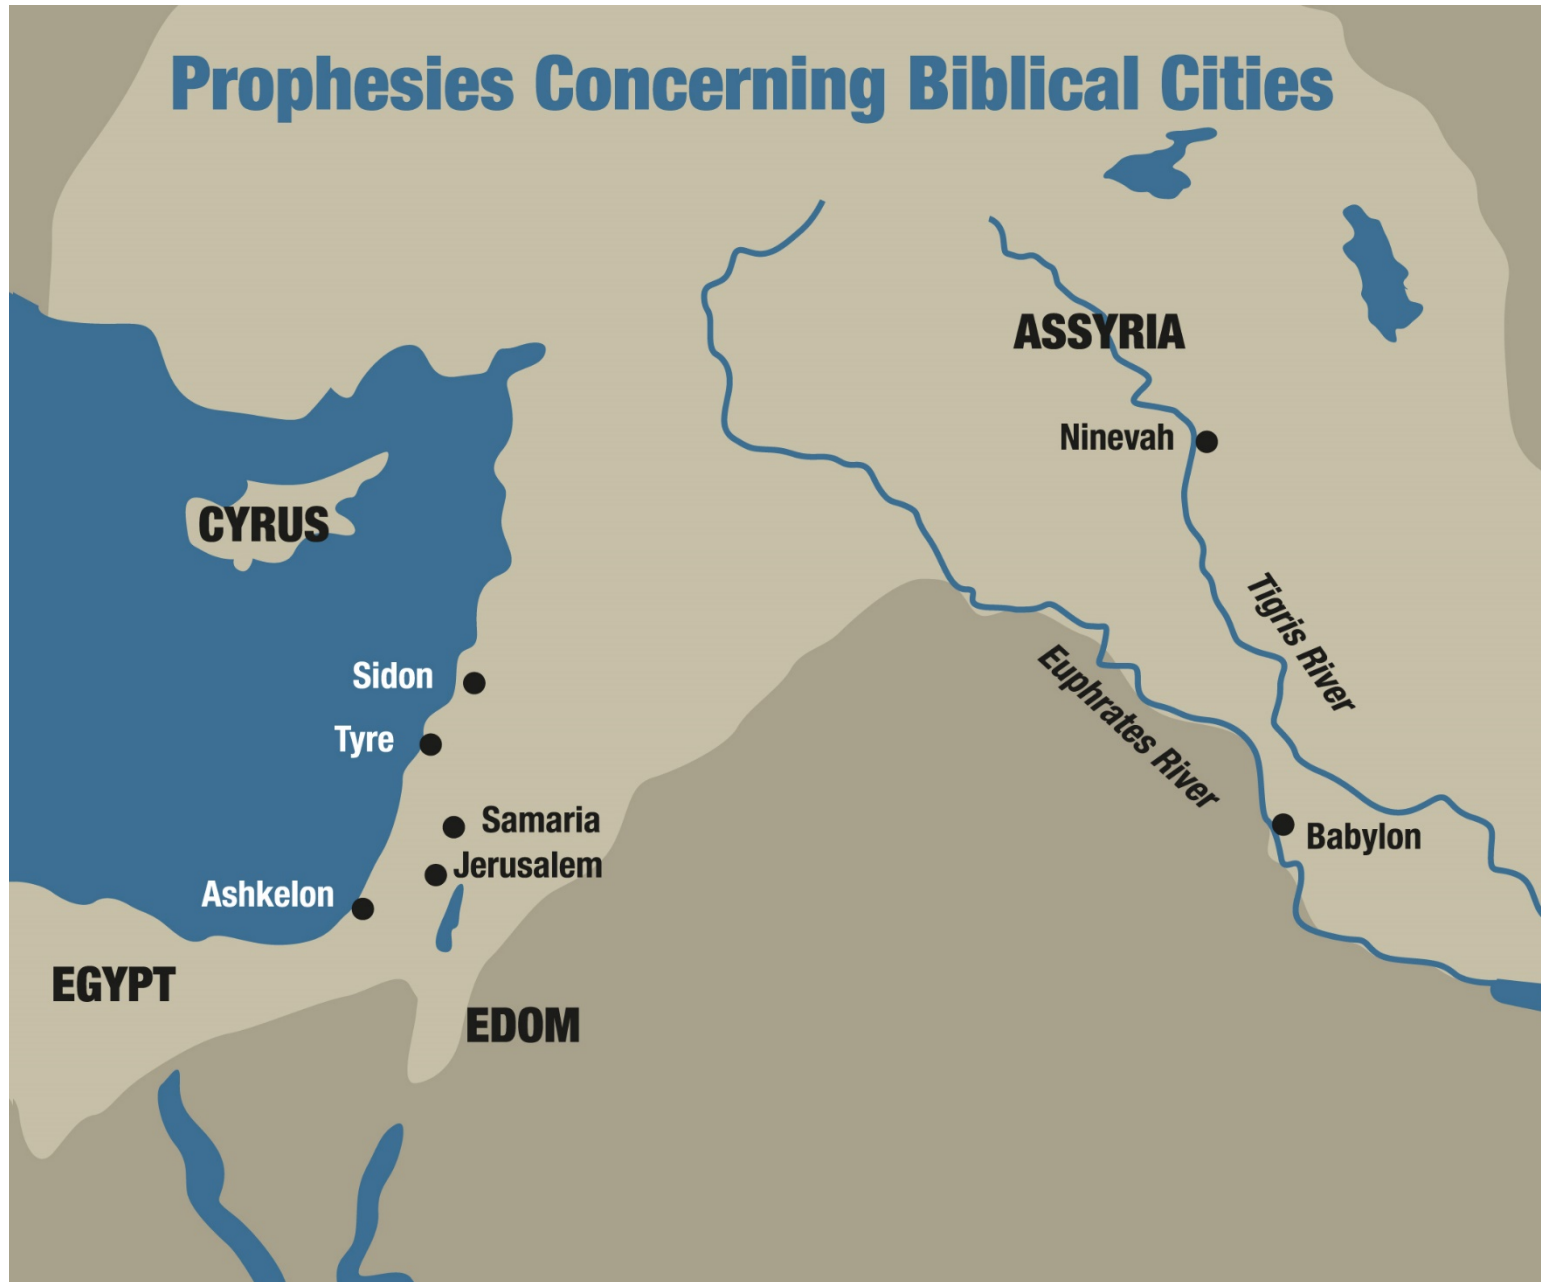 Prophesies Concerning Biblical Cities
ASSYRIA
Ninevah
CYRUS
Tigris River
Euphrates River
Sidon
Tyre
Samaria
Babylon
Jerusalem
Ashkelon
EGYPT
EDOM